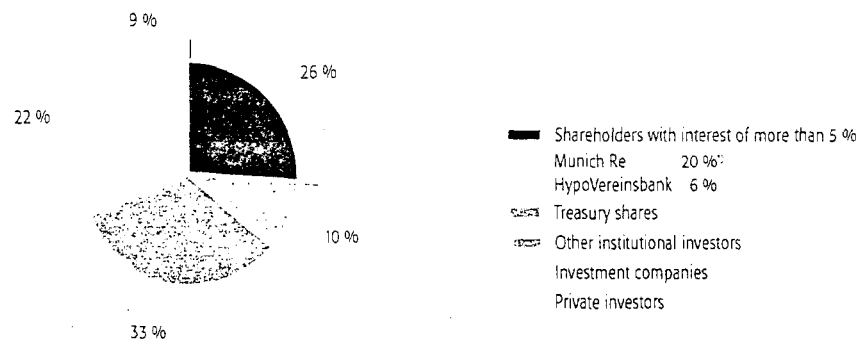 9 %
26 %
22 %
10 %
33 %
Shareholders with interest of more than 5 %
Munich Re 20 %
HypoVereinsbank 6 %
Treasury shares
Other institutional investors
Investment companies
Private investors